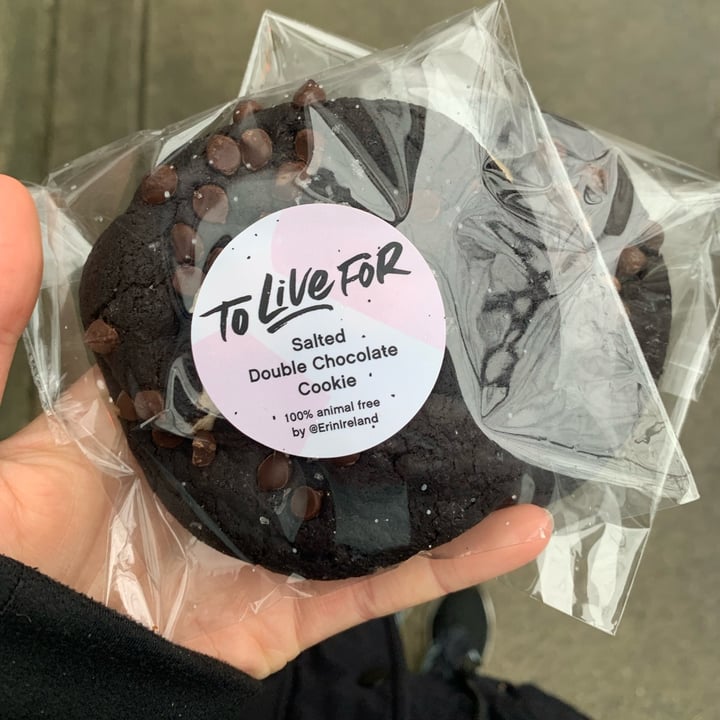 To Live For
Salted
Double Chocolate
Cookie
100% animal free
by @ErinIreland